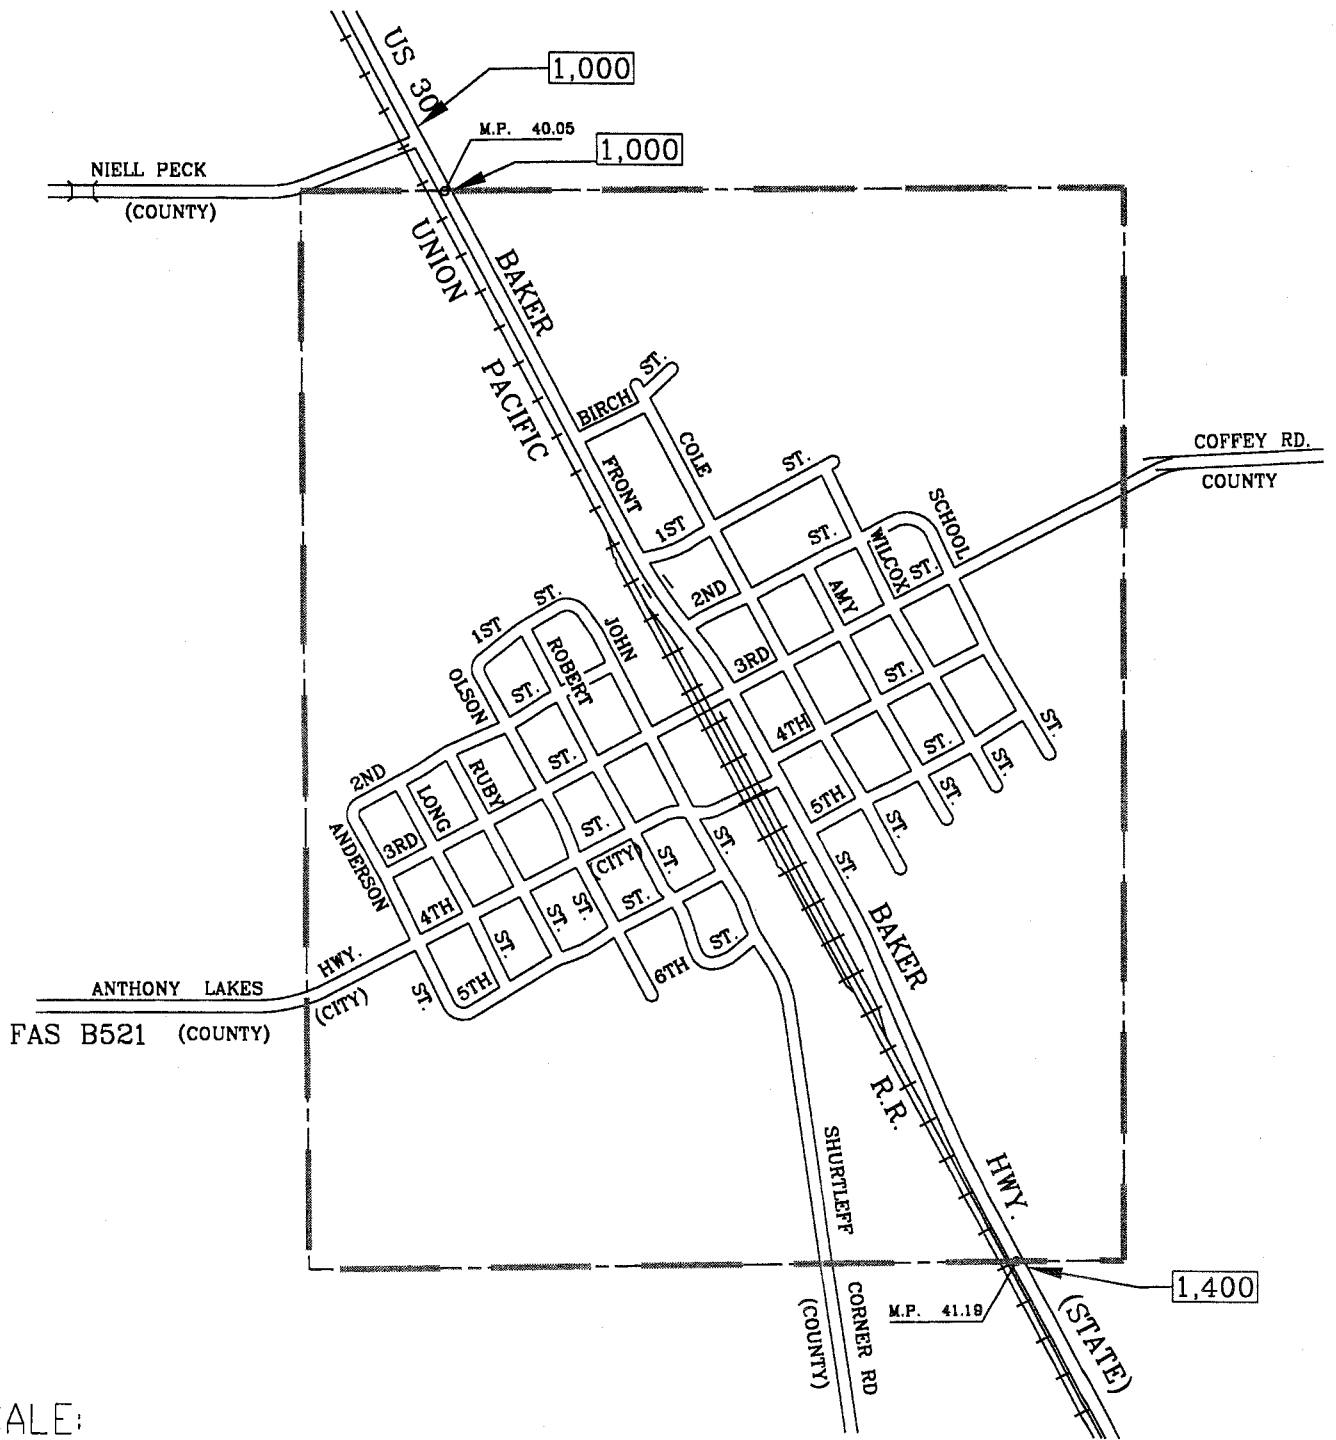 US 30
1,000
M.P. 40.05
1,000
NIELL PECK
(COUNTY)
UNION
PACIFIC
R.R.
BAKER
BIRCH ST.
COLE
FRONT
1ST ST.
2ND ST.
WILCOX
SCHOOL
ST.
AMY
3RD ST.
4TH ST.
5TH
ST.
ST.
ST.
ST.
ST.
ST.
COFFEY RD.
COUNTY
1ST ST.
JOHN
ROBERT
OLSON
ST.
2ND
RUBY
LONG
ST.
3RD
ANDERSON
ST.
(CITY)
4TH
ST.
ST.
ST.
ST.
ST.
ST.
5TH
ST.
6TH ST.
HWY.
(CITY)
ANTHONY LAKES
FAS B521 (COUNTY)
BAKER
HWY.
(STATE)
SHURTLEFF
CORNER RD
(COUNTY)
M.P. 41.19
1,400
ALE: